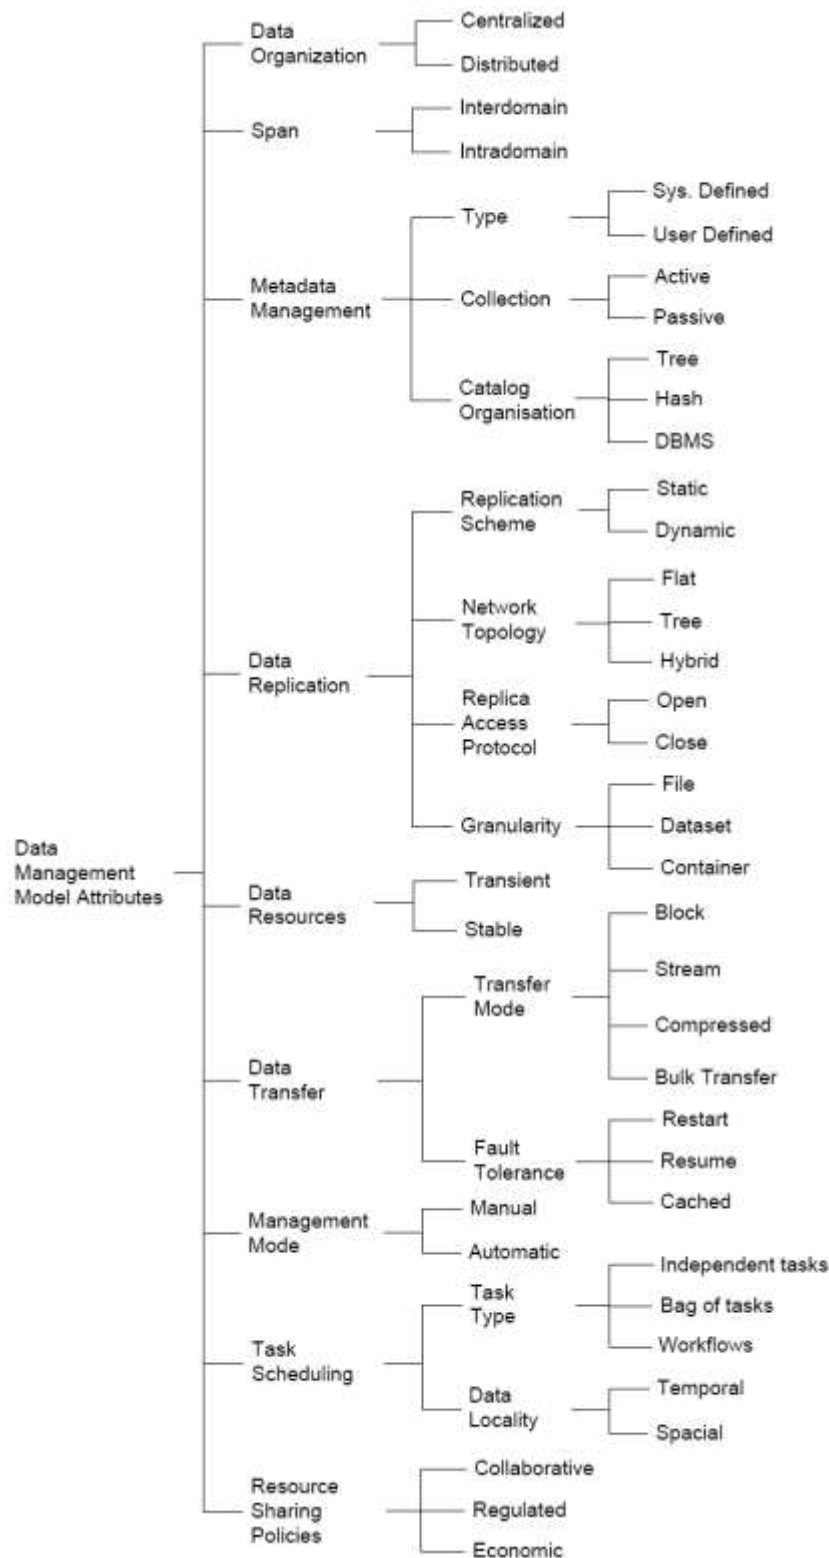 Data
Management
Model Attributes
Data
Organization
Centralized
Distributed
Span
Interdomain
Intradomain
Metadata
Management
Type
Sys. Defined
User Defined
Collection
Active
Passive
Catalog
Organisation
Tree
Hash
DBMS
Data
Replication
Replication
Scheme
Static
Dynamic
Network
Topology
Flat
Tree
Hybrid
Replica
Access
Protocol
Open
Close
Granularity
File
Dataset
Container
Data
Resources
Transient
Stable
Data
Transfer
Transfer
Mode
Block
Stream
Compressed
Bulk Transfer
Fault
Tolerance
Restart
Resume
Cached
Management
Mode
Manual
Automatic
Task
Scheduling
Task
Type
Independent tasks
Bag of tasks
Workflows
Data
Locality
Temporal
Spacial
Resource
Sharing
Policies
Collaborative
Regulated
Economic